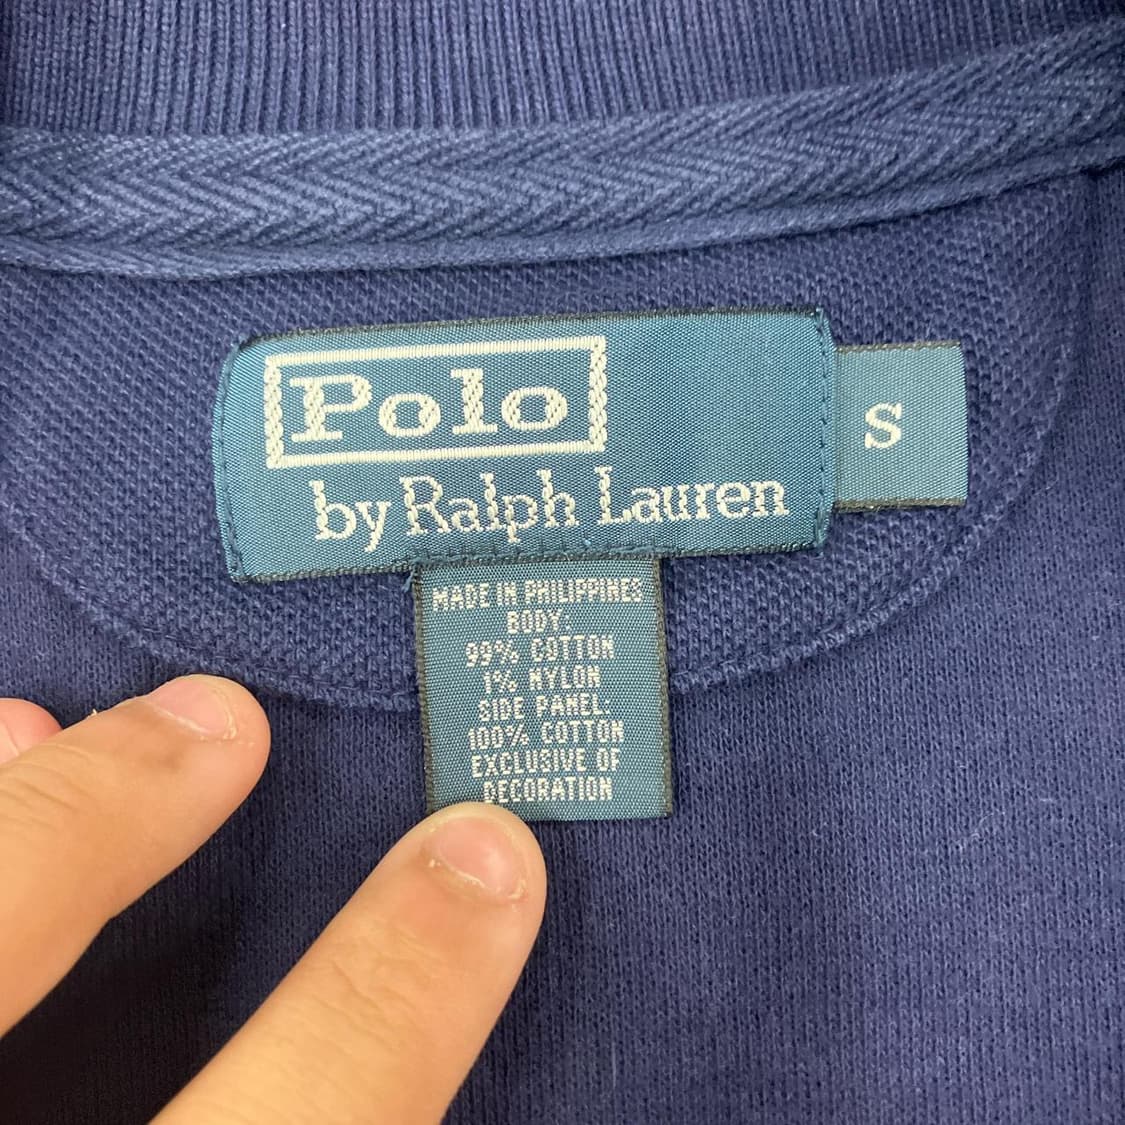 Polo
by Ralph Lauren
S
MADE IN PHILIPPINES
BODY:
99% COTTON
1% NYLON
SIDE PANEL:
100% COTTON
EXCLUSIVE OF
DECORATION